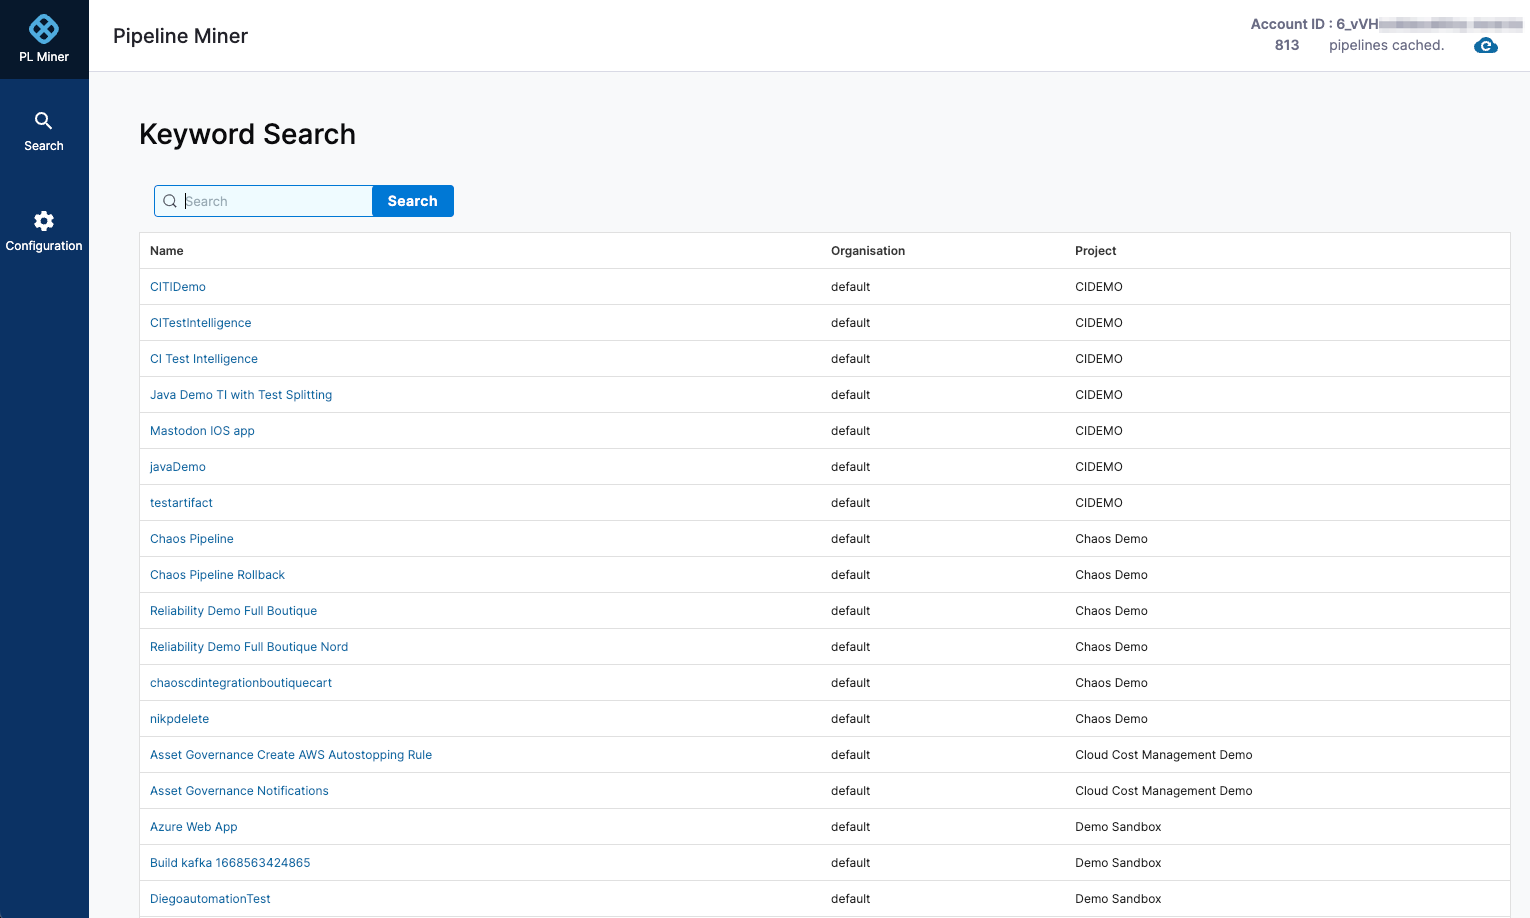 PL Miner
Search
Configuration
Pipeline Miner
Account ID : 6_vVH
813 pipelines cached.
Keyword Search
Search Search
Name Organisation Project
CITIDemo default CIDEMO
CITestIntelligence default CIDEMO
CI Test Intelligence default CIDEMO
Java Demo TI with Test Splitting default CIDEMO
Mastodon IOS app default CIDEMO
javaDemo default CIDEMO
testartifact default CIDEMO
Chaos Pipeline default Chaos Demo
Chaos Pipeline Rollback default Chaos Demo
Reliability Demo Full Boutique default Chaos Demo
Reliability Demo Full Boutique Nord default Chaos Demo
chaoscdintegrationboutiquecart default Chaos Demo
nikpdelete default Chaos Demo
Asset Governance Create AWS Autostopping Rule default Cloud Cost Management Demo
Asset Governance Notifications default Cloud Cost Management Demo
Azure Web App default Demo Sandbox
Build kafka 1668563424865 default Demo Sandbox
DiegoautomationTest default Demo Sandbox